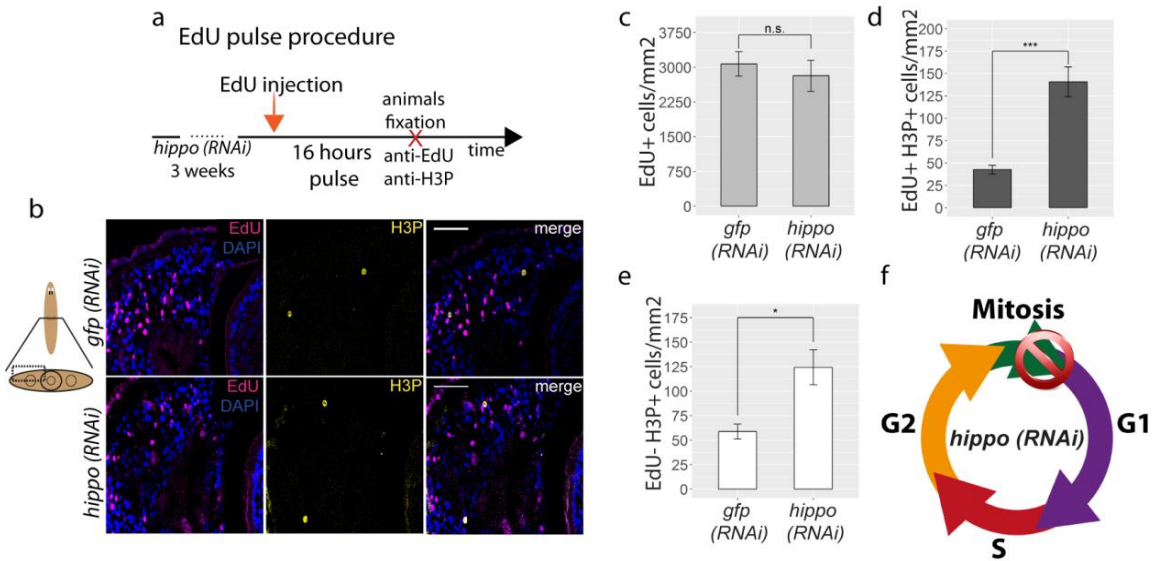 a
EdU pulse procedure
EdU injection
animals
fixation
hippo (RNAi)
3 weeks
16 hours
pulse
anti-EdU
anti-H3P
time
b
gfp (RNAi)
EdU
DAPI
H3P
merge
hippo (RNAi)
EdU
DAPI
H3P
merge
c
EdU+ cells/mm2
3750
3000
2250
1500
750
0
n.s.
gfp
(RNAi)
hippo
(RNAi)
d
EdU+ H3P+ cells/mm2
200
175
150
125
100
75
50
25
0
***
gfp
(RNAi)
hippo
(RNAi)
e
EdU- H3P+ cells/mm2
175
150
125
100
75
50
25
0
*
gfp
(RNAi)
hippo
(RNAi)
f
Mitosis
G2
hippo (RNAi)
G1
S